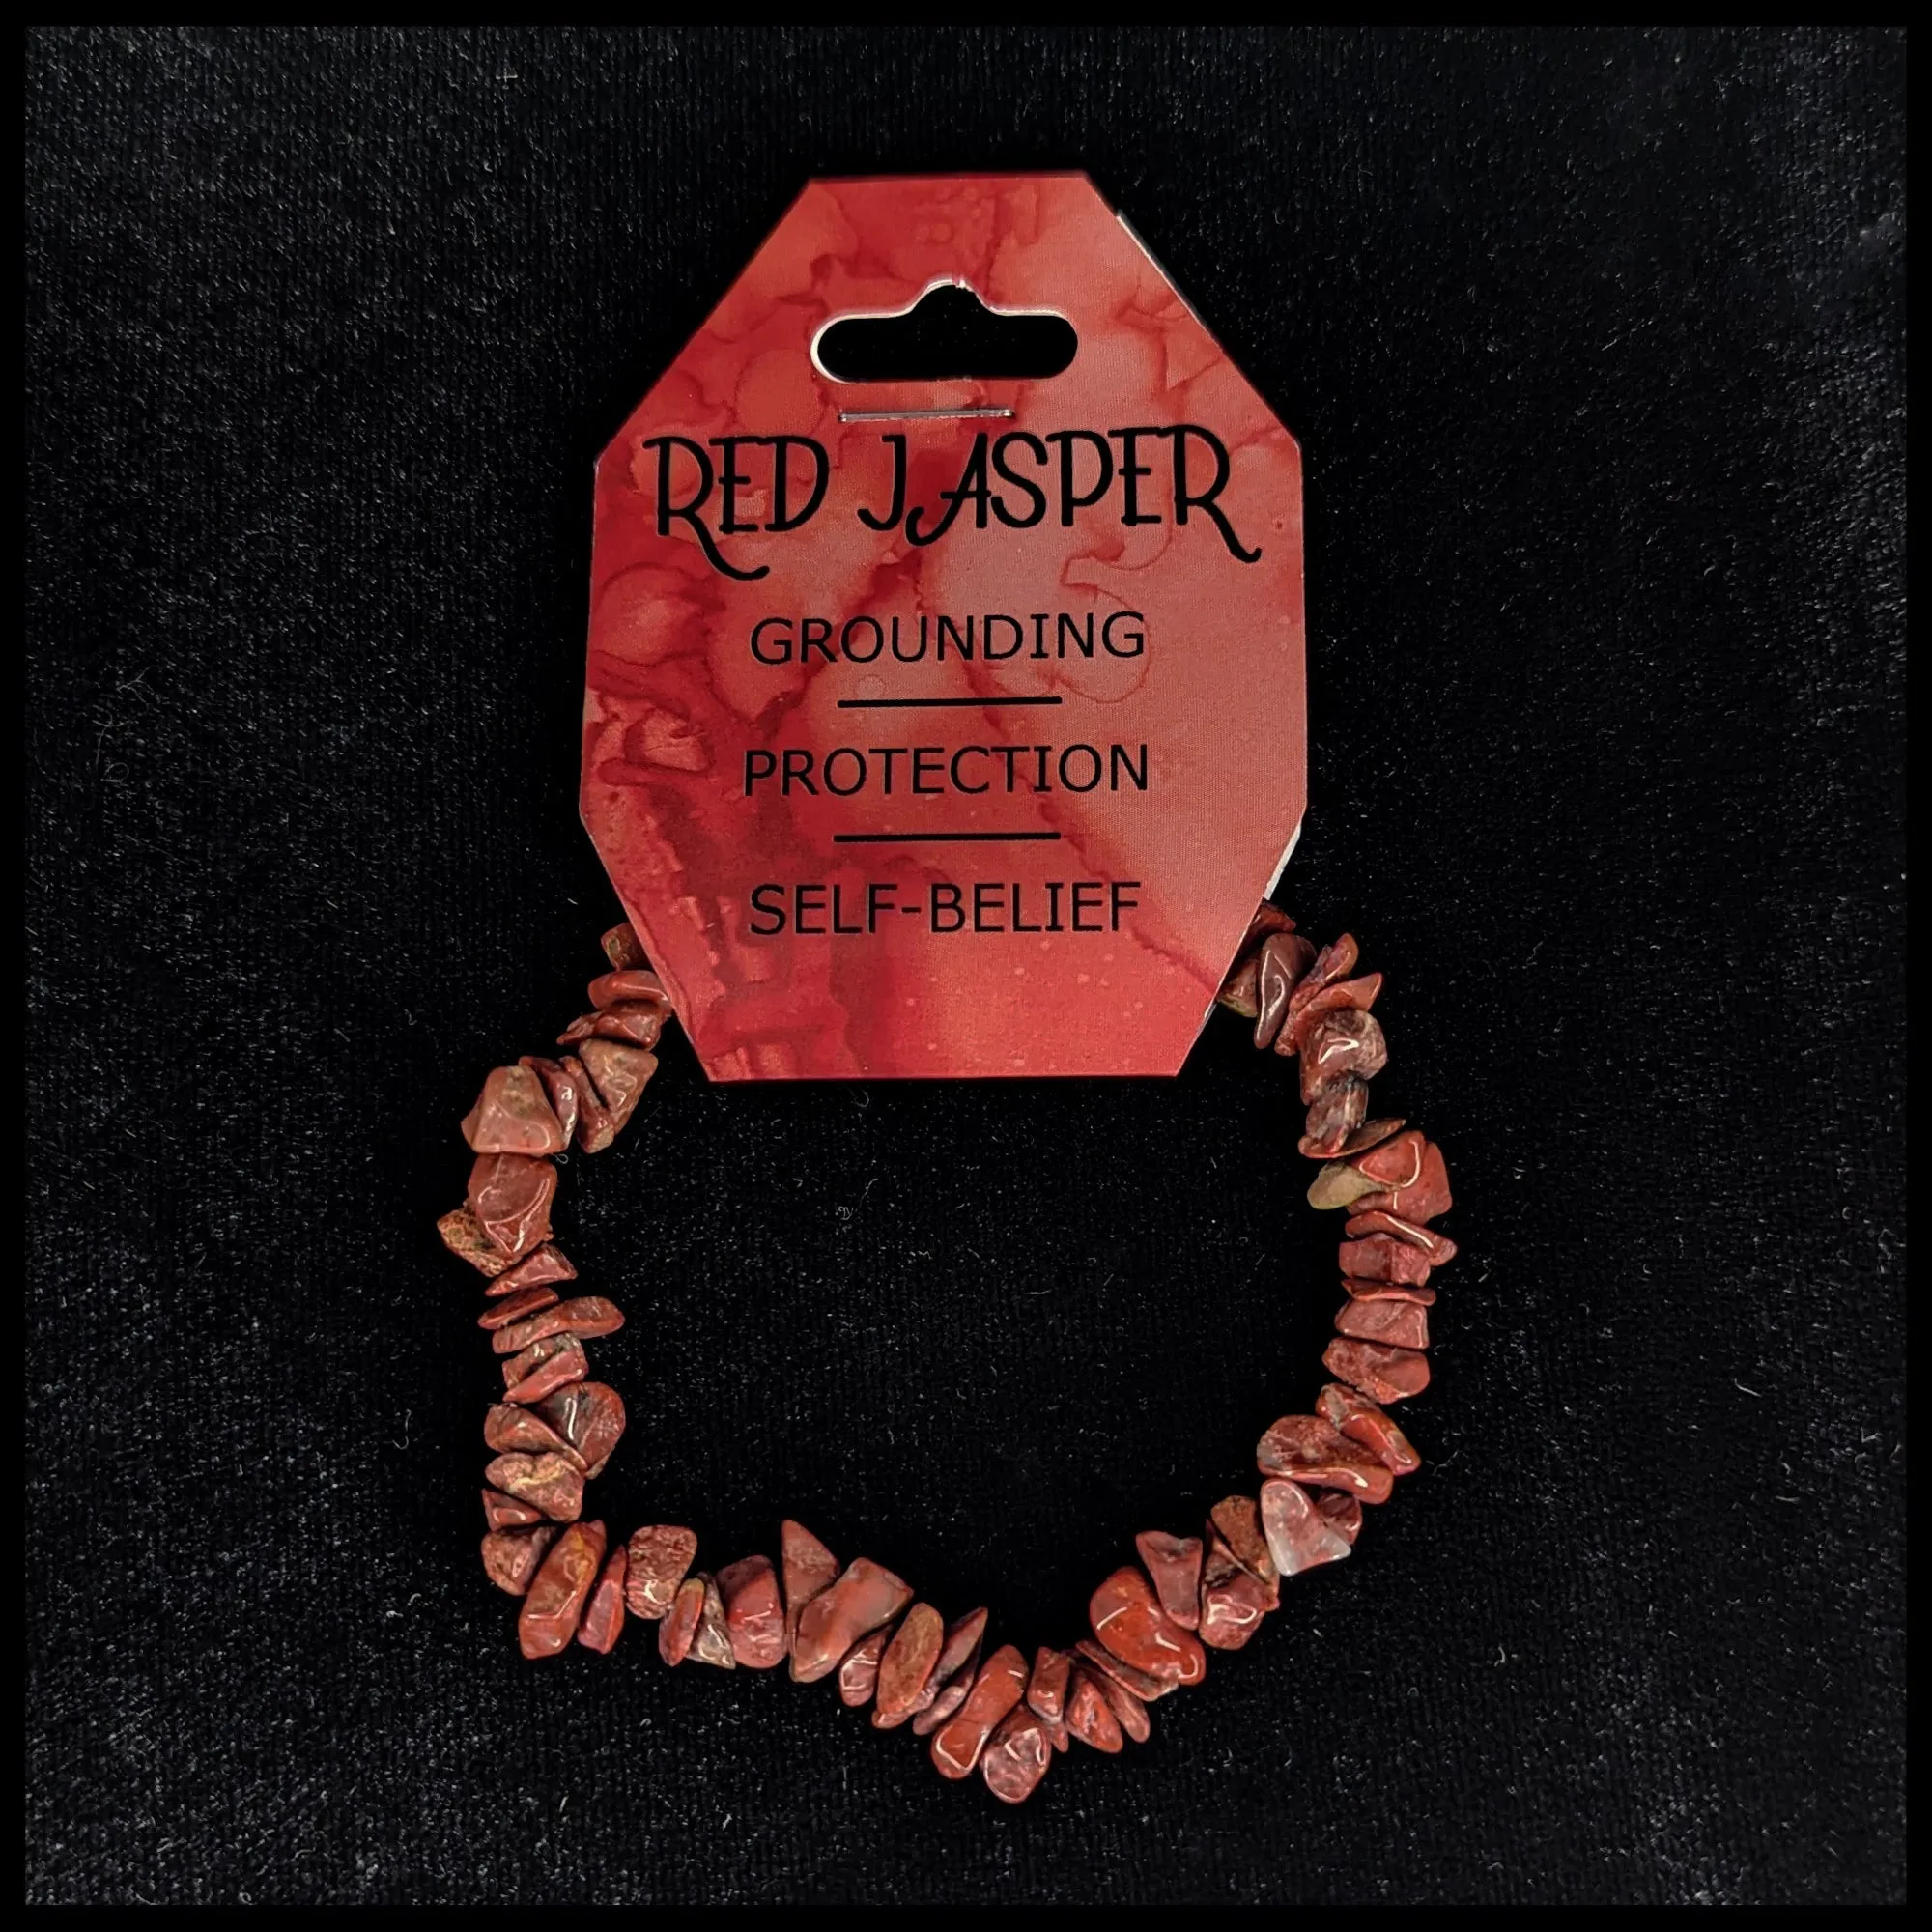 RED JASPER
GROUNDING
PROTECTION
SELF-BELIEF